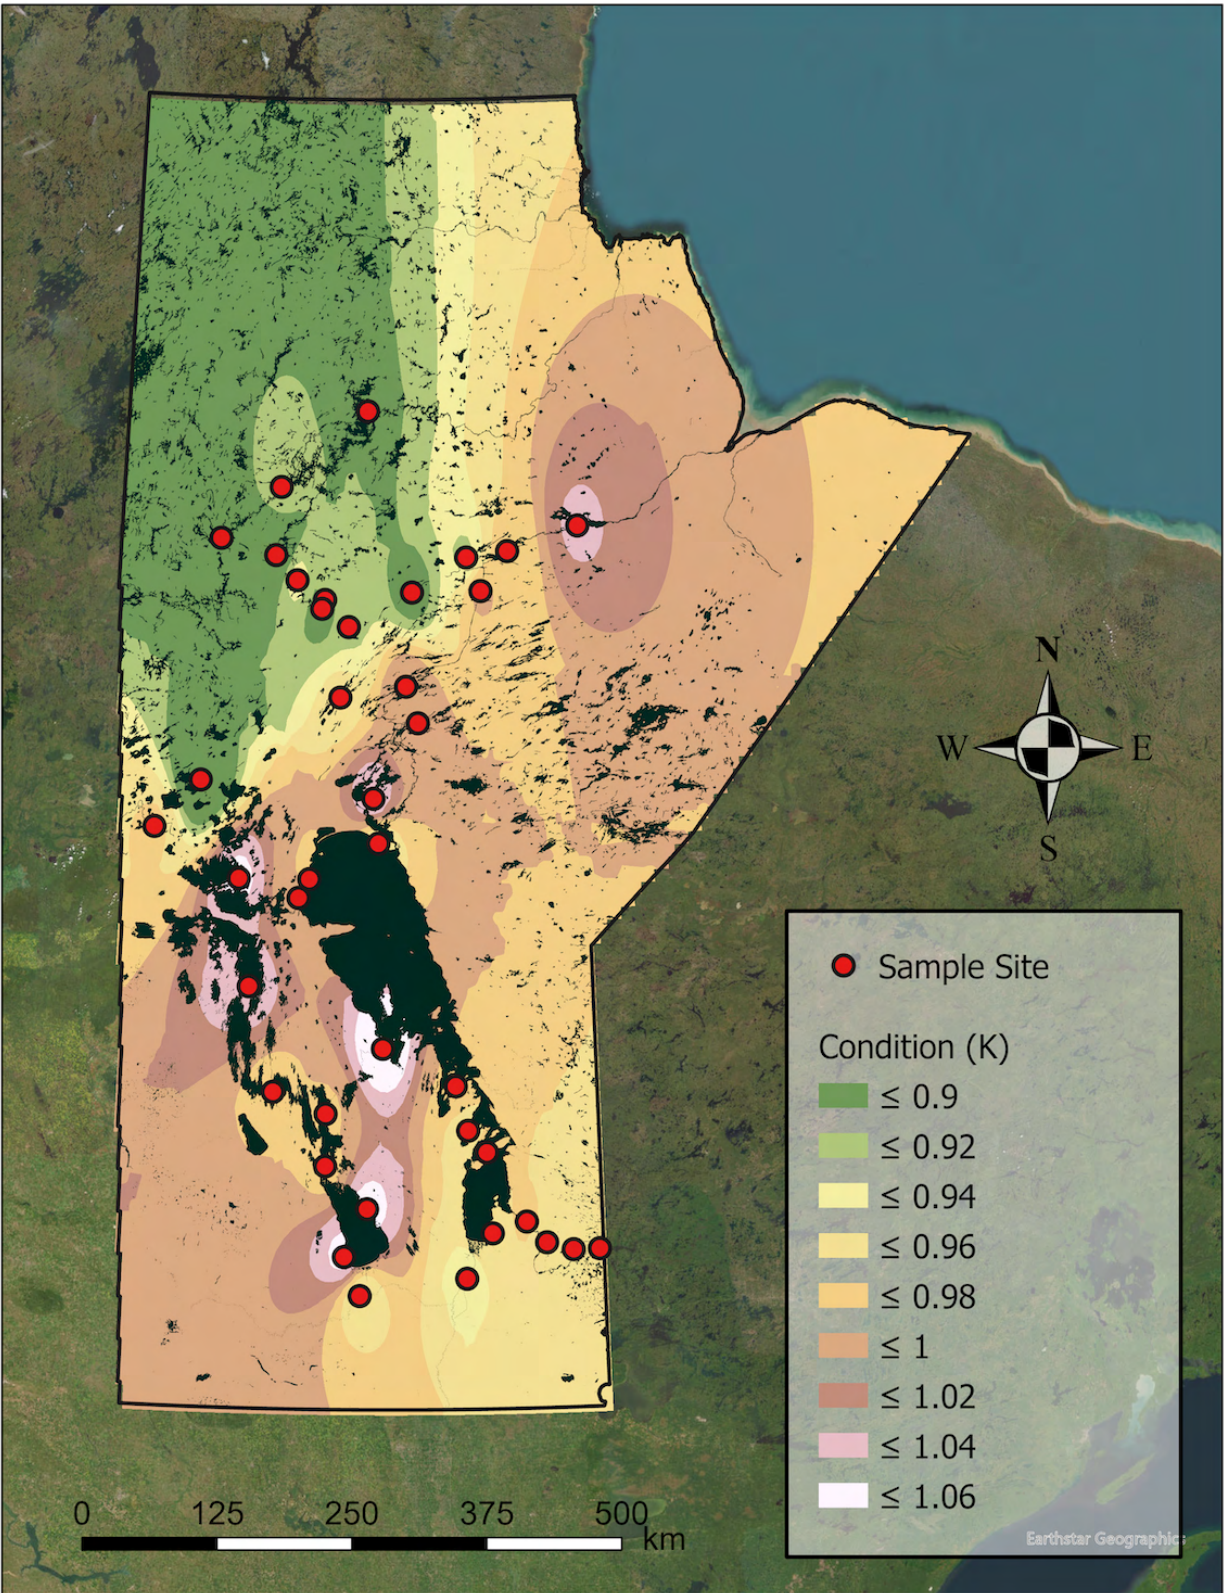 N
W E
S
Sample Site
Condition (K)
≤ 0.9
≤ 0.92
≤ 0.94
≤ 0.96
≤ 0.98
≤ 1
≤ 1.02
≤ 1.04
≤ 1.06
0 125 250 375 500
km
Earthstar Geographics